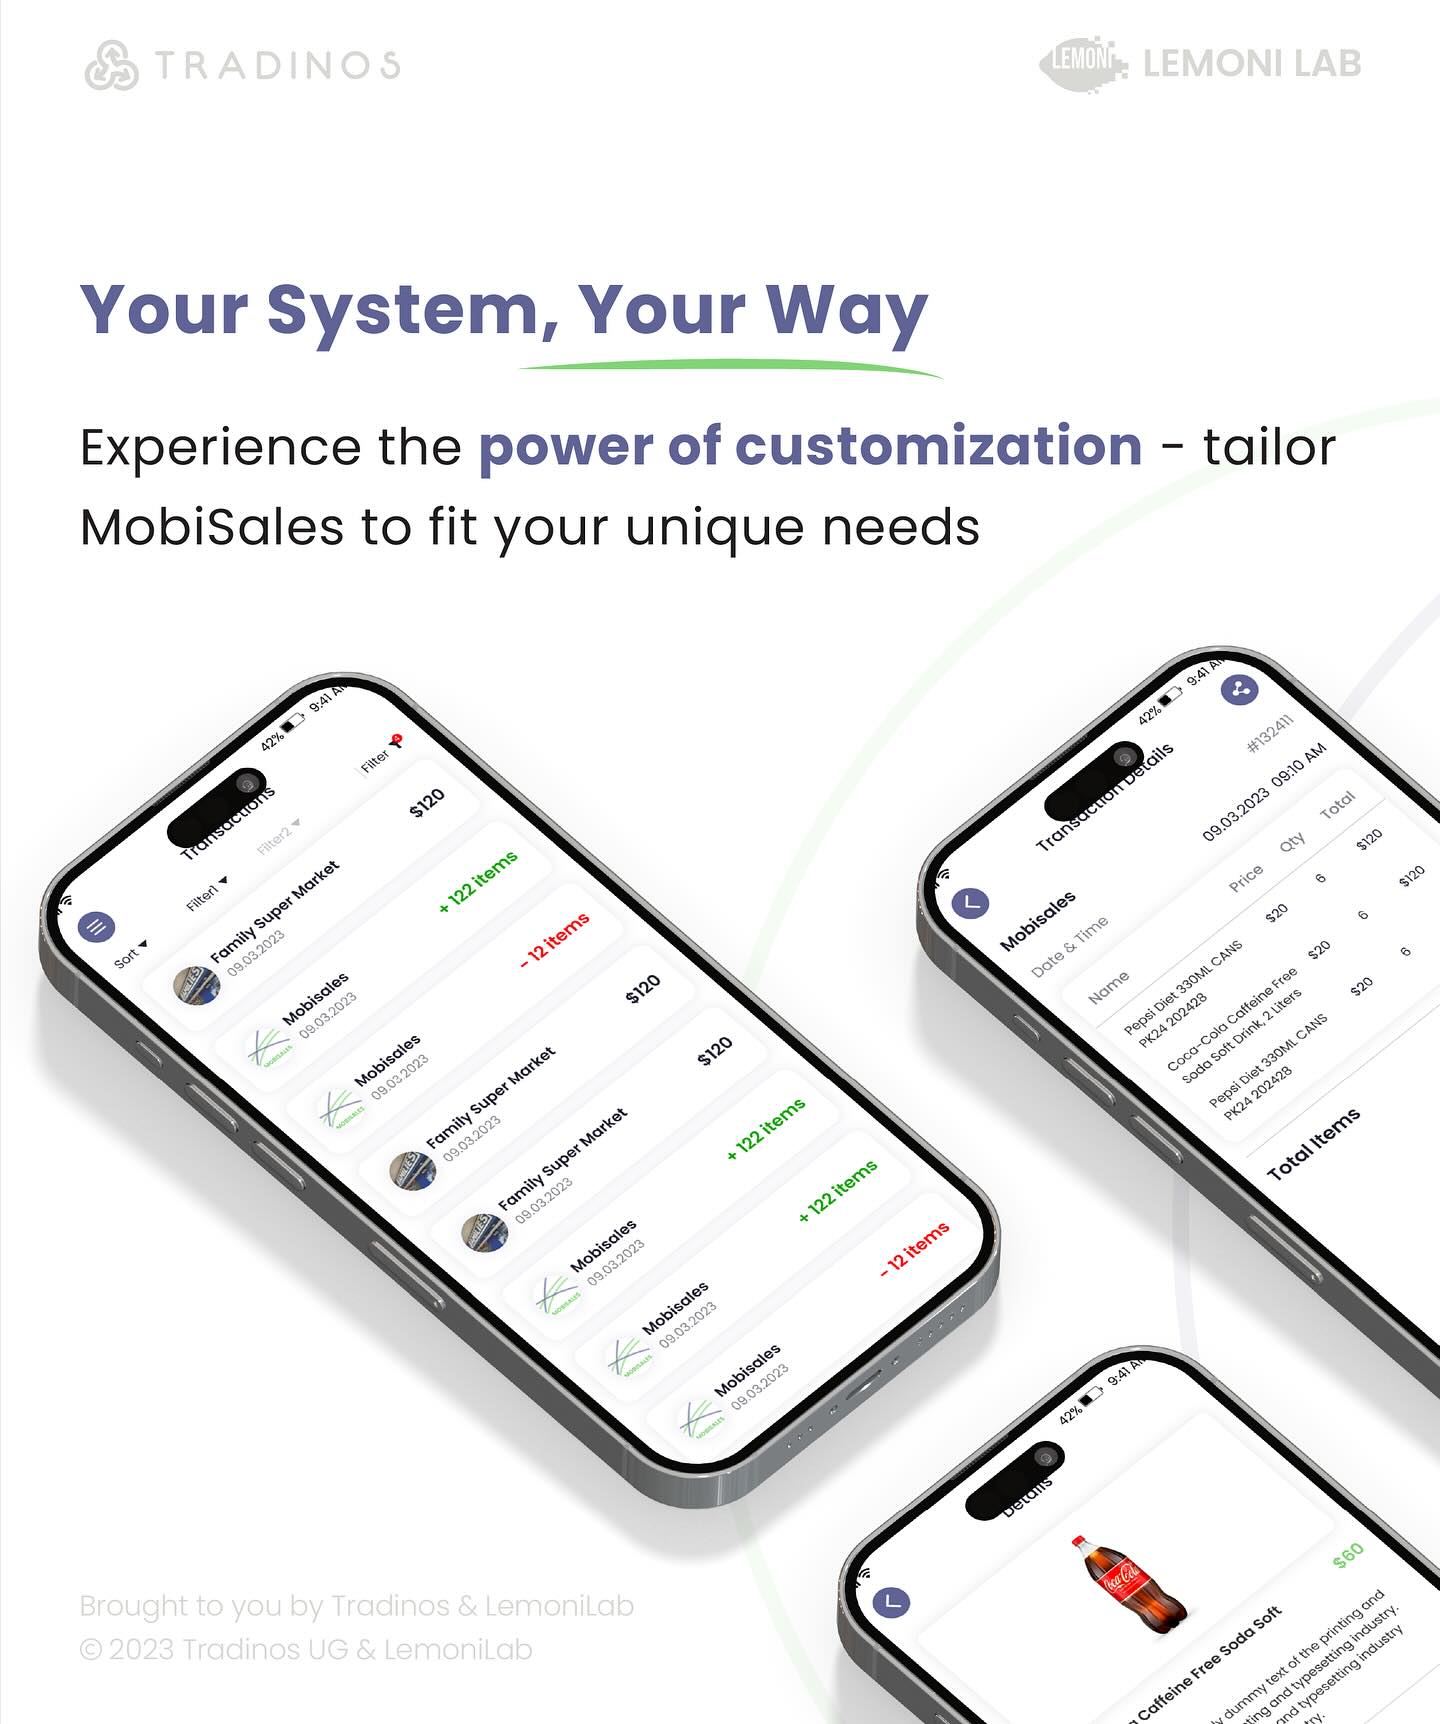 TRADINOS
LEMONI
LEMONI LAB
Your System, Your Way
Experience the power of customization - tailor
MobiSales to fit your unique needs
42%
9:41 AM
Transactions
Filter
Sort
Filter1
Filter2
Family Super Market
09.03.2023
$120
Mobisales
09.03.2023
+ 122 items
Mobisales
09.03.2023
- 12 items
Family Super Market
09.03.2023
$120
Family Super Market
09.03.2023
$120
Mobisales
09.03.2023
+ 122 items
Mobisales
09.03.2023
+ 122 items
Mobisales
09.03.2023
- 12 items
42%
9:41 AM
Transaction Details
#132411
Mobisales
Date & Time
09.03.2023 09:10 AM
Name Price Qty Total
Pepsi Diet 330ML CANS
PK24 202428
$20 6 $120
Coca-Cola Caffeine Free
Soda Soft Drink, 2 Liters
$20 6 $120
Pepsi Diet 330ML CANS
PK24 202428
$20 6
Total Items
42%
9:41 AM
Details
Coca-Cola
$60
Caffeine Free Soda Soft
dummy text of the printing and
and typesetting industry.
and typesetting industry
Brought to you by Tradinos & LemoniLab
© 2023 Tradinos UG & LemoniLab